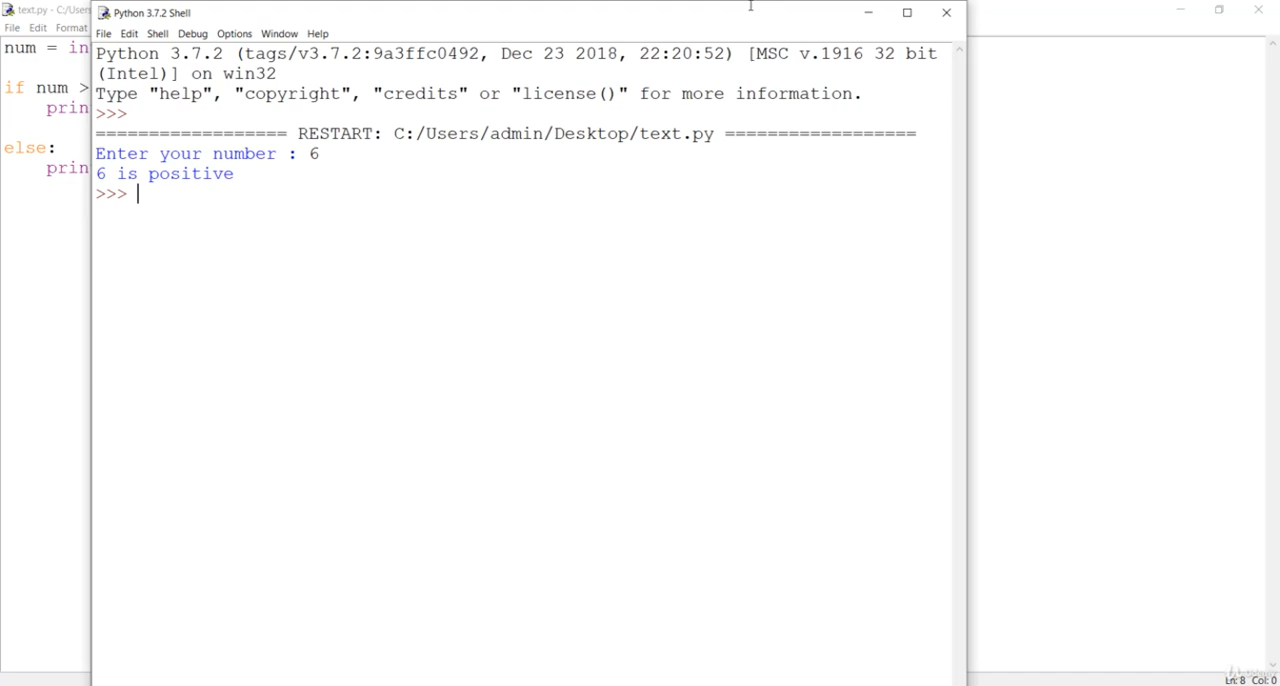 text.py - C:/Users
File Edit Format
num = in
if num >
prin
else:
prin
Python 3.7.2 Shell
File Edit Shell Debug Options Window Help
Python 3.7.2 (tags/v3.7.2:9a3ffc0492, Dec 23 2018, 22:20:52) [MSC v.1916 32 bit
(Intel)] on win32
Type "help", "copyright", "credits" or "license()" for more information.
>>>
================== RESTART: C:/Users/admin/Desktop/text.py ==================
Enter your number : 6
6 is positive
>>>
Ln: 8 Col: 0